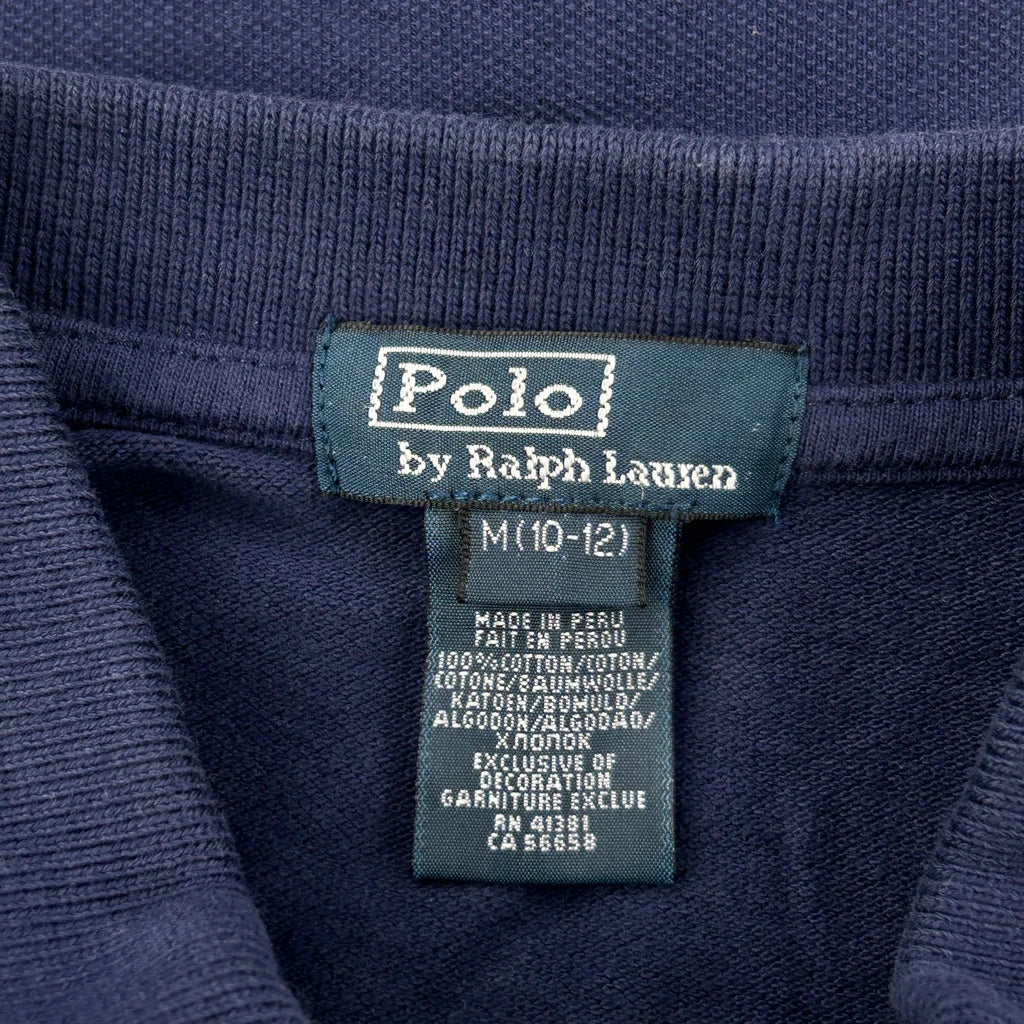 Polo
by Ralph Lauren
M(10-12)
MADE IN PERU
FAIT EN PEROU
100%COTTON/COTON/
COTONE/BAUMWOLLE/
KATOEN/BOMULD/
ALGODON/ALGODAO/
ХЛОПОК
EXCLUSIVE OF
DECORATION
GARNITURE EXCLUE
RN 41381
CA 56658